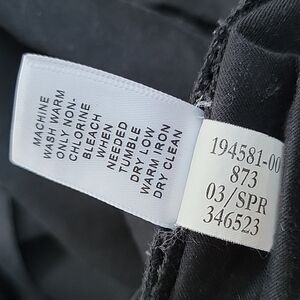 MACHINE
WASH WARM
ONLY NON-
CHLORINE
BLEACH
WHEN
NEEDED
TUMBLE
DRY LOW
WARM IRON
DRY CLEAN
194581-00
873
03/SPR
346523